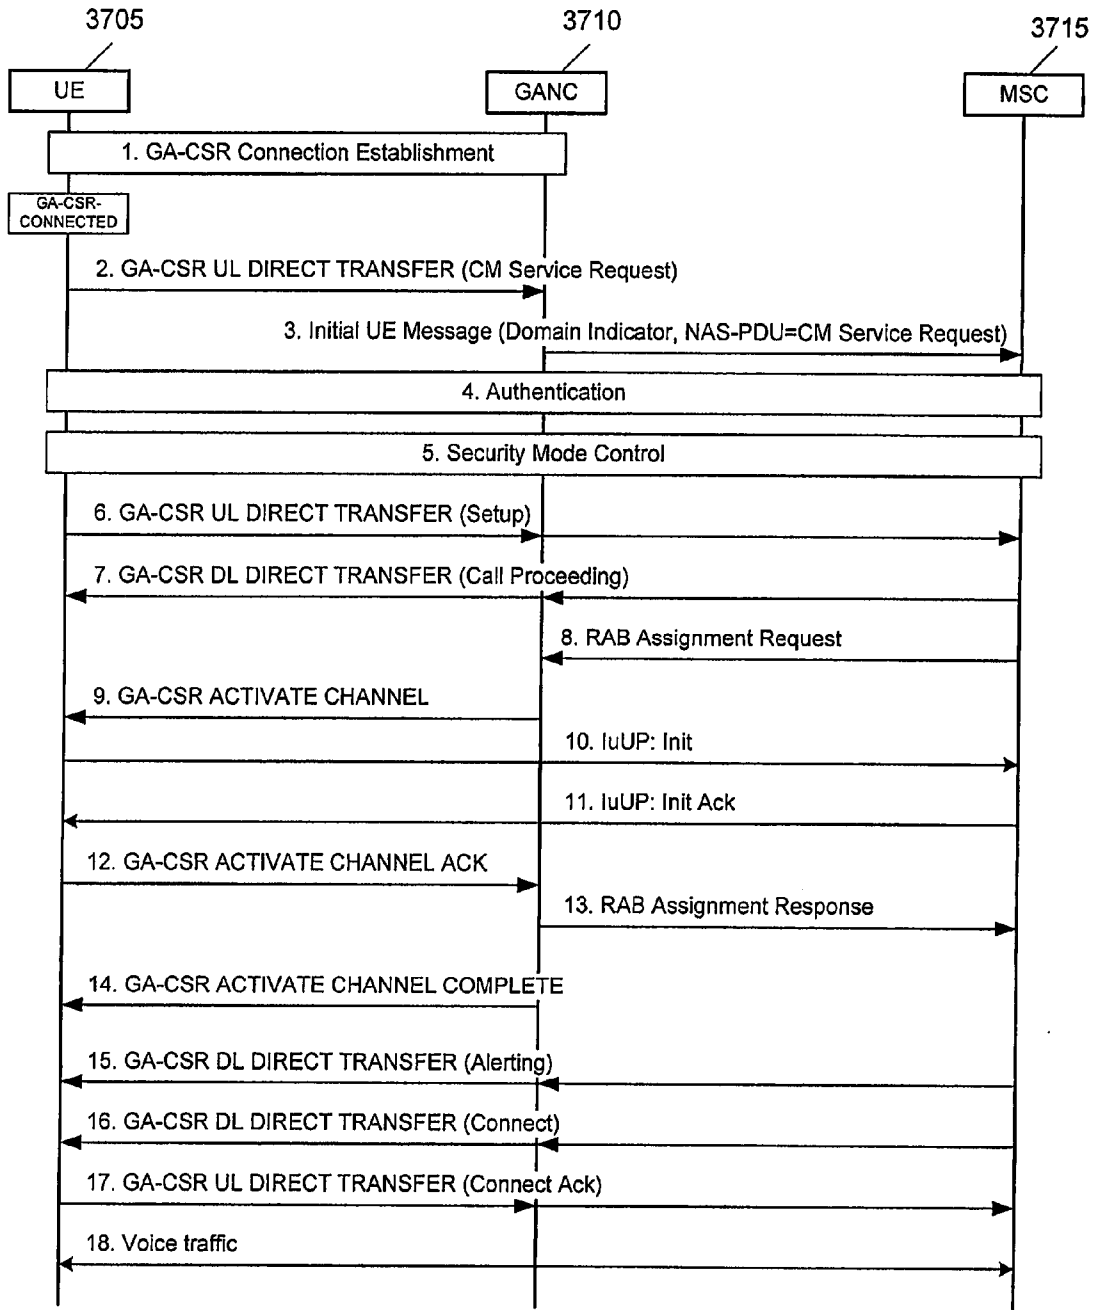 3705
3710
3715
UE
GANC
MSC
1. GA-CSR Connection Establishment
GA-CSR-
CONNECTED
2. GA-CSR UL DIRECT TRANSFER (CM Service Request)
3. Initial UE Message (Domain Indicator, NAS-PDU=CM Service Request)
4. Authentication
5. Security Mode Control
6. GA-CSR UL DIRECT TRANSFER (Setup)
7. GA-CSR DL DIRECT TRANSFER (Call Proceeding)
8. RAB Assignment Request
9. GA-CSR ACTIVATE CHANNEL
10. IuUP: Init
11. IuUP: Init Ack
12. GA-CSR ACTIVATE CHANNEL ACK
13. RAB Assignment Response
14. GA-CSR ACTIVATE CHANNEL COMPLETE
15. GA-CSR DL DIRECT TRANSFER (Alerting)
16. GA-CSR DL DIRECT TRANSFER (Connect)
17. GA-CSR UL DIRECT TRANSFER (Connect Ack)
18. Voice traffic